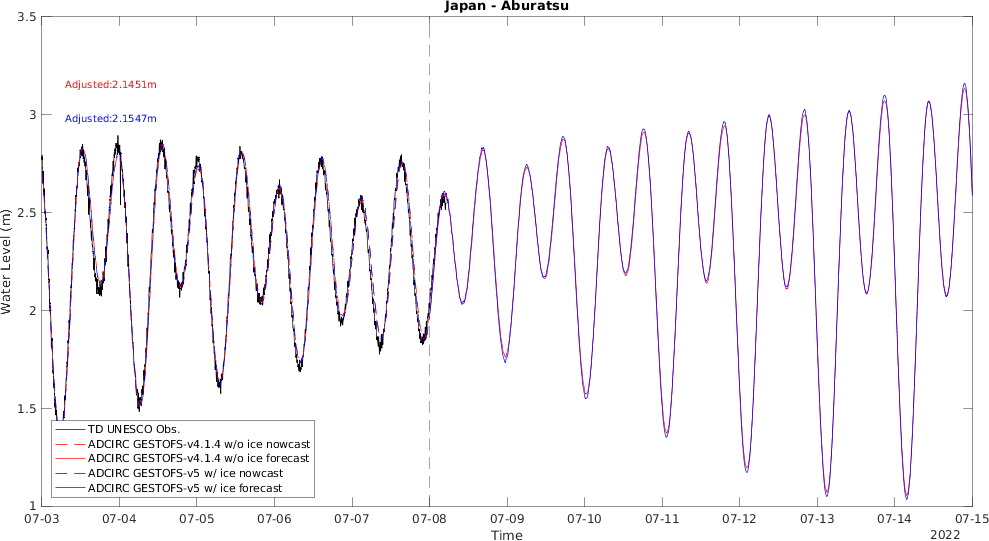 Japan - Aburatsu
3.5
Adjusted:2.1451m
3
Adjusted:2.1547m
2.5
Water Level (m)
2
1.5
TD UNESCO Obs.
ADCIRC GESTOFS-v4.1.4 w/o ice nowcast
ADCIRC GESTOFS-v4.1.4 w/o ice forecast
ADCIRC GESTOFS-v5 w/ ice nowcast
ADCIRC GESTOFS-v5 w/ ice forecast
1
07-03 07-04 07-05 07-06 07-07 07-08 07-09 07-10 07-11 07-12 07-13 07-14 07-15
Time
2022